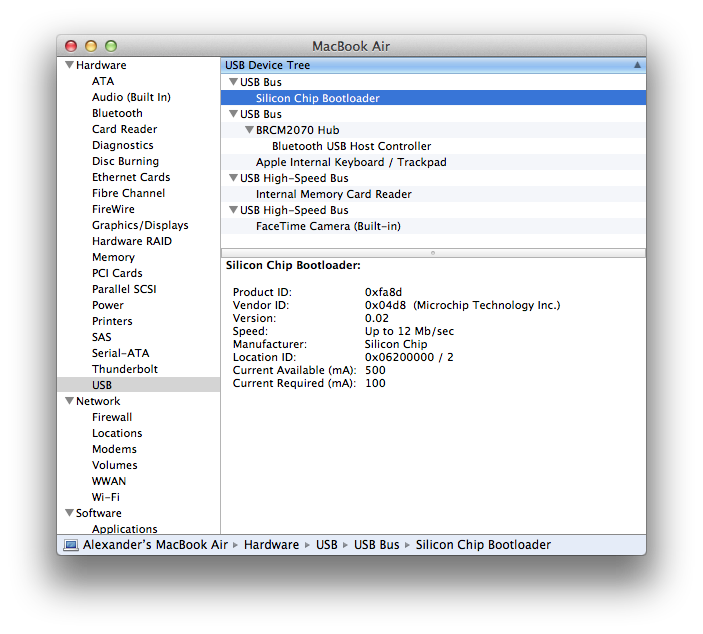 MacBook Air
Hardware
ATA
Audio (Built In)
Bluetooth
Card Reader
Diagnostics
Disc Burning
Ethernet Cards
Fibre Channel
FireWire
Graphics/Displays
Hardware RAID
Memory
PCI Cards
Parallel SCSI
Power
Printers
SAS
Serial-ATA
Thunderbolt
USB
Network
Firewall
Locations
Modems
Volumes
WWAN
Wi-Fi
Software
Applications
USB Device Tree
USB Bus
Silicon Chip Bootloader
USB Bus
BRCM2070 Hub
Bluetooth USB Host Controller
Apple Internal Keyboard / Trackpad
USB High-Speed Bus
Internal Memory Card Reader
USB High-Speed Bus
FaceTime Camera (Built-in)
Silicon Chip Bootloader:
Product ID: 0xfa8d
Vendor ID: 0x04d8 (Microchip Technology Inc.)
Version: 0.02
Speed: Up to 12 Mb/sec
Manufacturer: Silicon Chip
Location ID: 0x06200000 / 2
Current Available (mA): 500
Current Required (mA): 100
Alexander's MacBook Air ▸ Hardware ▸ USB ▸ USB Bus ▸ Silicon Chip Bootloader